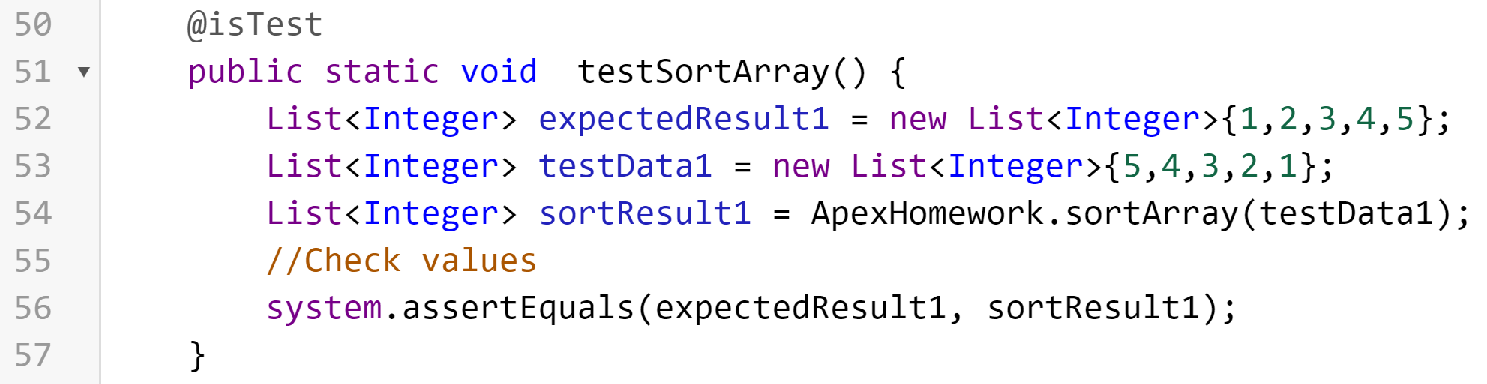 50 @isTest
51 ▼ public static void  testSortArray() {
52 List<Integer> expectedResult1 = new List<Integer>{1,2,3,4,5};
53 List<Integer> testData1 = new List<Integer>{5,4,3,2,1};
54 List<Integer> sortResult1 = ApexHomework.sortArray(testData1);
55 //Check values
56 system.assertEquals(expectedResult1, sortResult1);
57 }